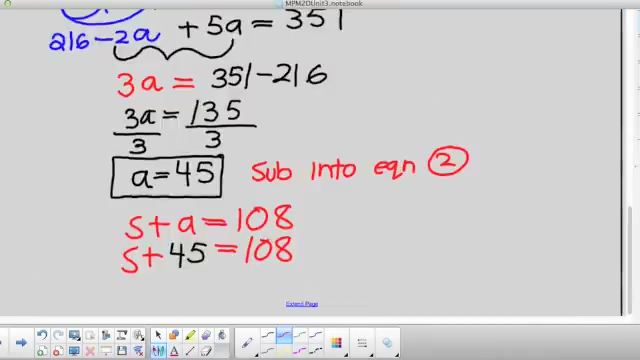 MPM2DUnit3.notebook
216-2a + 5a = 351
3a = 351-216
3a = 135
3 3
a = 45 sub into eqn 2
s + a = 108
s + 45 = 108
Extend Page